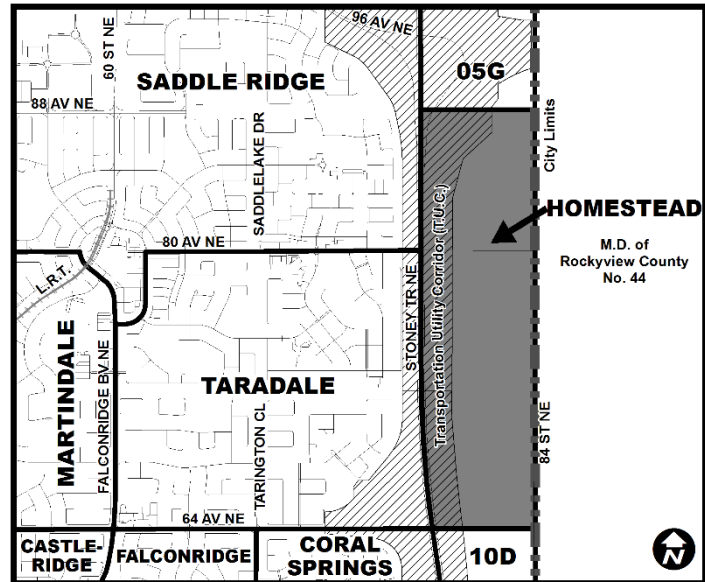 96 AV NE
60 ST NE
SADDLE RIDGE
05G
88 AV NE
SADDLELAKE DR
City Limits
HOMESTEAD
M.D. of
Rockyview County
No. 44
80 AV NE
L.R.T.
STONEY TR NE
Transportation Utility Corridor (T.U.C.)
MARTINDALE
FALCONRIDGE BV NE
TARADALE
TARINGTON CL
84 ST NE
64 AV NE
CASTLE-
RIDGE
FALCONRIDGE
CORAL
SPRINGS
10D
N